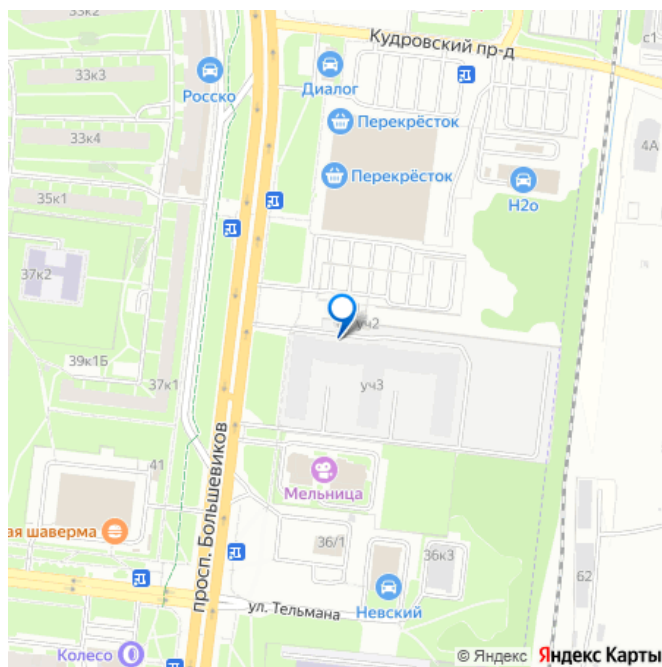 33к2
Кудровский пр-д
с1
33к3
Росско
Диалог
Перекрёсток
33к4
4А
Перекрёсток
35к1
Н2о
37к2
уч2
39к1Б
37к1
уч3
просп. Большевиков
41
Мельница
ая шаверма
36/1
36к3
62
ул. Тельмана
Невский
Колесо
© Яндекс Яндекс Карты